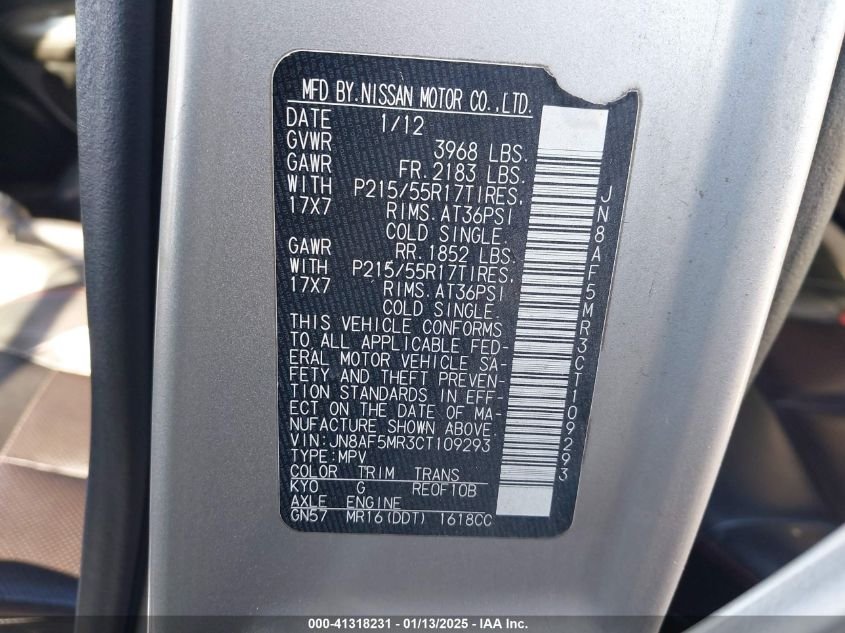 MFD BY.NISSAN MOTOR CO.,LTD.
DATE 1/12
GVWR 3968 LBS.
GAWR FR.2183 LBS.
WITH P215/55R17TIRES,
17X7 RIMS.AT36PSI
COLD SINGLE.
GAWR RR.1852 LBS.
WITH P215/55R17TIRES,
17X7 RIMS.AT36PSI
COLD SINGLE.
THIS VEHICLE CONFORMS
TO ALL APPLICABLE FED-
ERAL MOTOR VEHICLE SA-
FETY AND THEFT PREVEN-
TION STANDARDS IN EFF-
ECT ON THE DATE OF MA-
NUFACTURE SHOWN ABOVE.
VIN:JN8AF5MR3CT109293
TYPE:MPV
COLOR TRIM TRANS
KYO G REOF10B
AXLE ENGINE
GN57 MR16(DDT) 1618CC
JN8AF5MR3CT109293
000-41318231 - 01/13/2025 - IAA Inc.